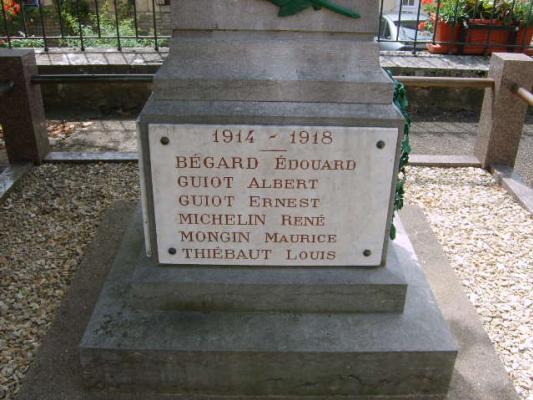 1914 - 1918
BÉGARD ÉDOUARD
GUIOT ALBERT
GUIOT ERNEST
MICHELIN RENÉ
MONGIN MAURICE
THIÉBAUT LOUIS